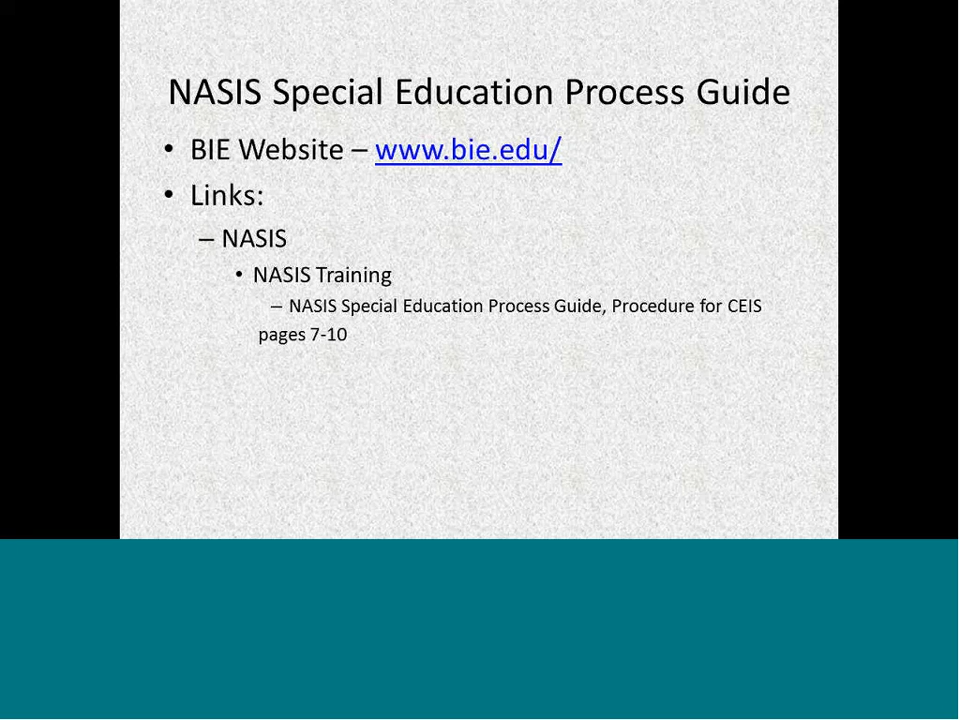 NASIS Special Education Process Guide
• BIE Website – www.bie.edu/
• Links:
– NASIS
• NASIS Training
– NASIS Special Education Process Guide, Procedure for CEIS
pages 7-10